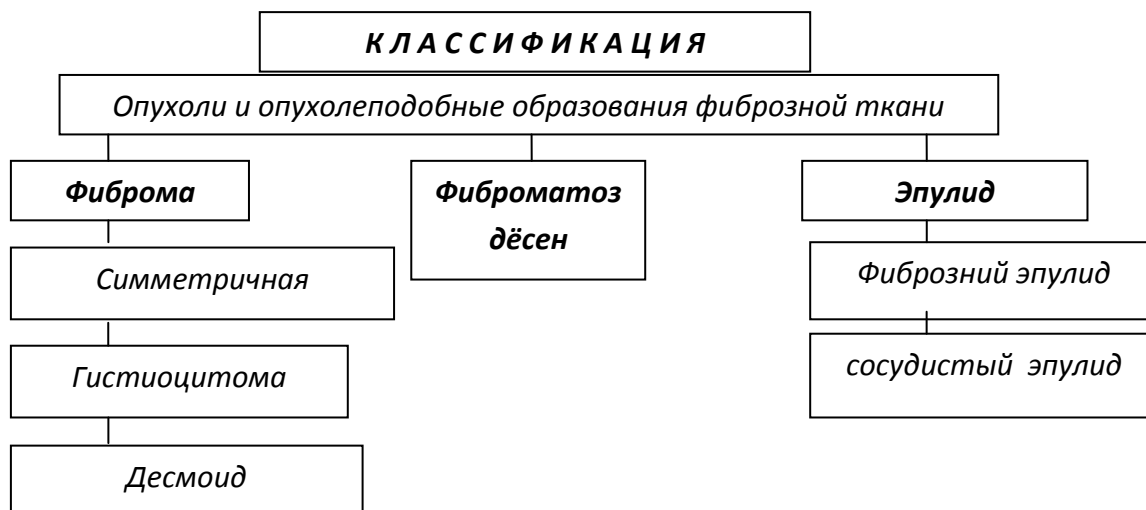 К Л А С С И Ф И К А Ц И Я
Опухоли и опухолеподобные образования фиброзной ткани
Фиброма
Фиброматоз
дёсен
Эпулид
Симметричная
Гистиоцитома
Десмоид
Фиброзний эпулид
сосудистый эпулид